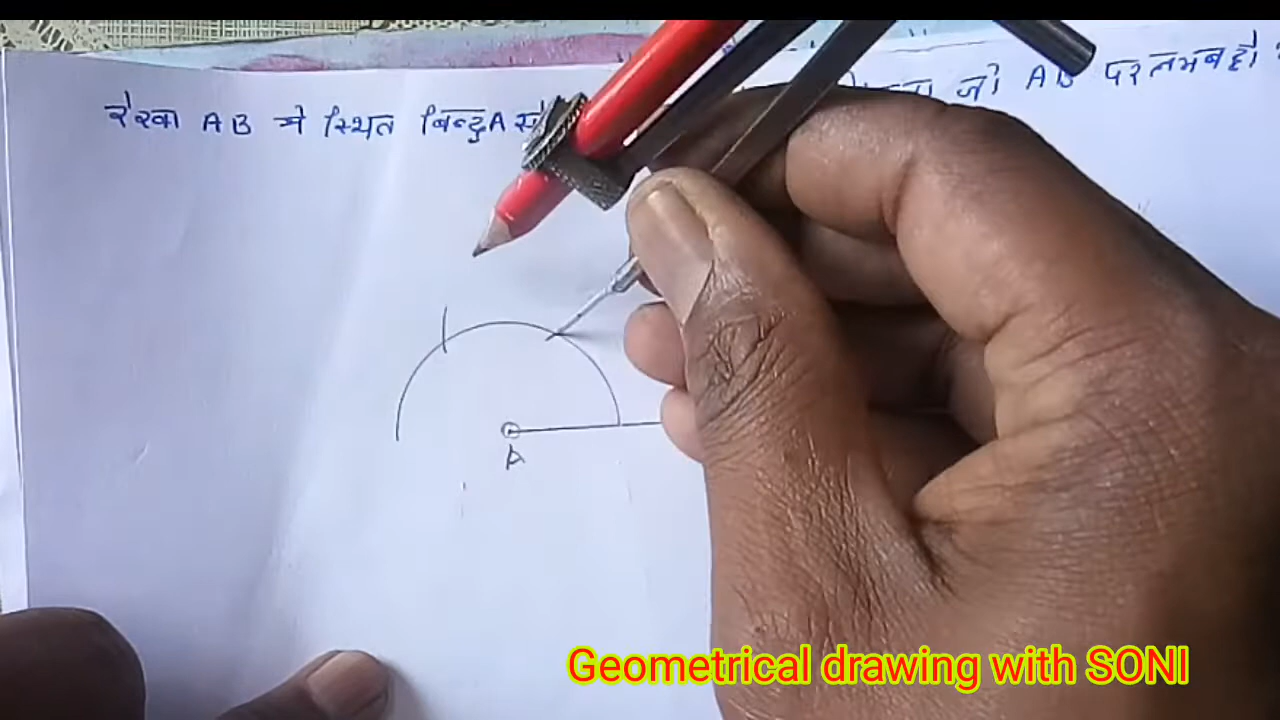 रेखा AB मे स्थित बिन्दु A से जो AB पर लम्ब हो
A
Geometrical drawing with SONI